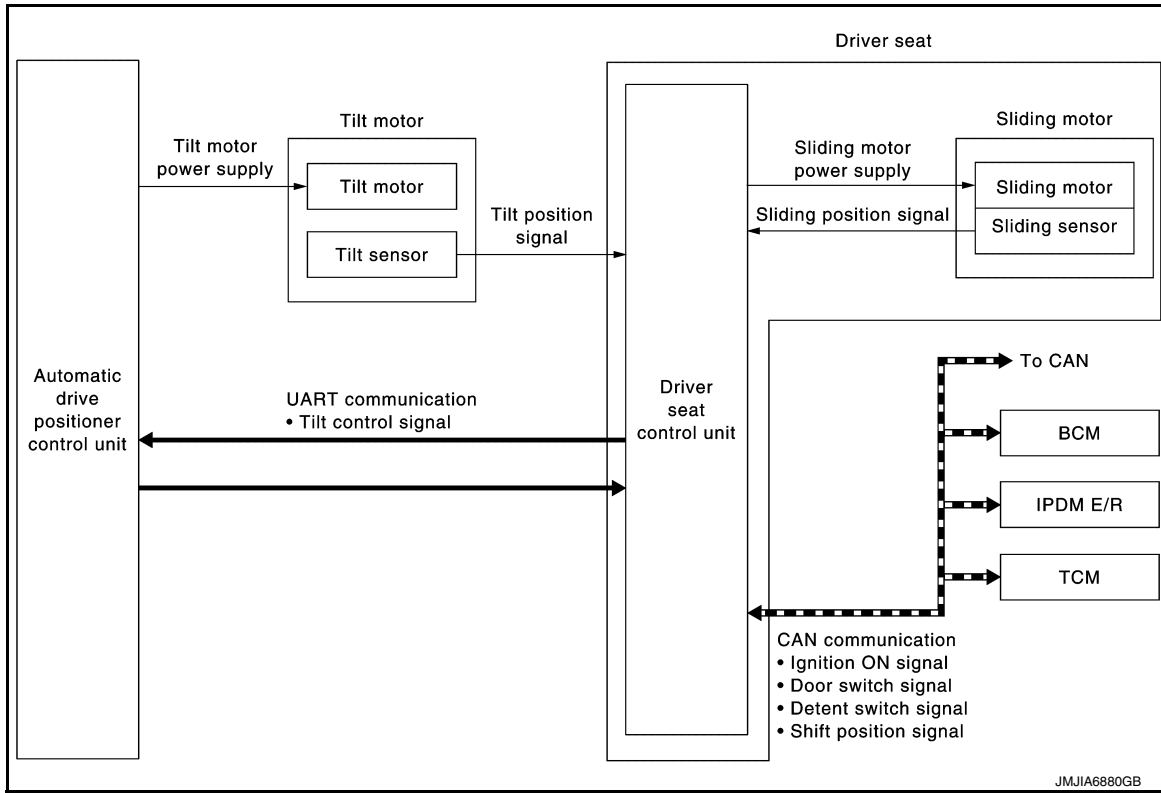 Driver seat
Tilt motor
Sliding motor
Tilt motor
power supply
Tilt motor
Sliding motor
power supply
Sliding motor
Tilt position
signal
Sliding position signal
Sliding sensor
Tilt sensor
Automatic
drive
positioner
control unit
UART communication
• Tilt control signal
Driver
seat
control unit
To CAN
BCM
IPDM E/R
TCM
CAN communication
• Ignition ON signal
• Door switch signal
• Detent switch signal
• Shift position signal
JMJIA6880GB